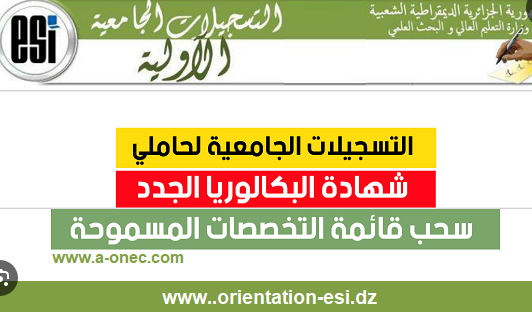 ورية الجزائرية الديمقراطية الشعبية
وزارة التعليم العالي و البحث العلمي
التسجيلات الجامعية
الأولية
esi
التسجيلات الجامعية لحاملي
شهادة البكالوريا الجدد
سحب قائمة التخصصات المسموحة
www.a-onec.com
www..orientation-esi.dz